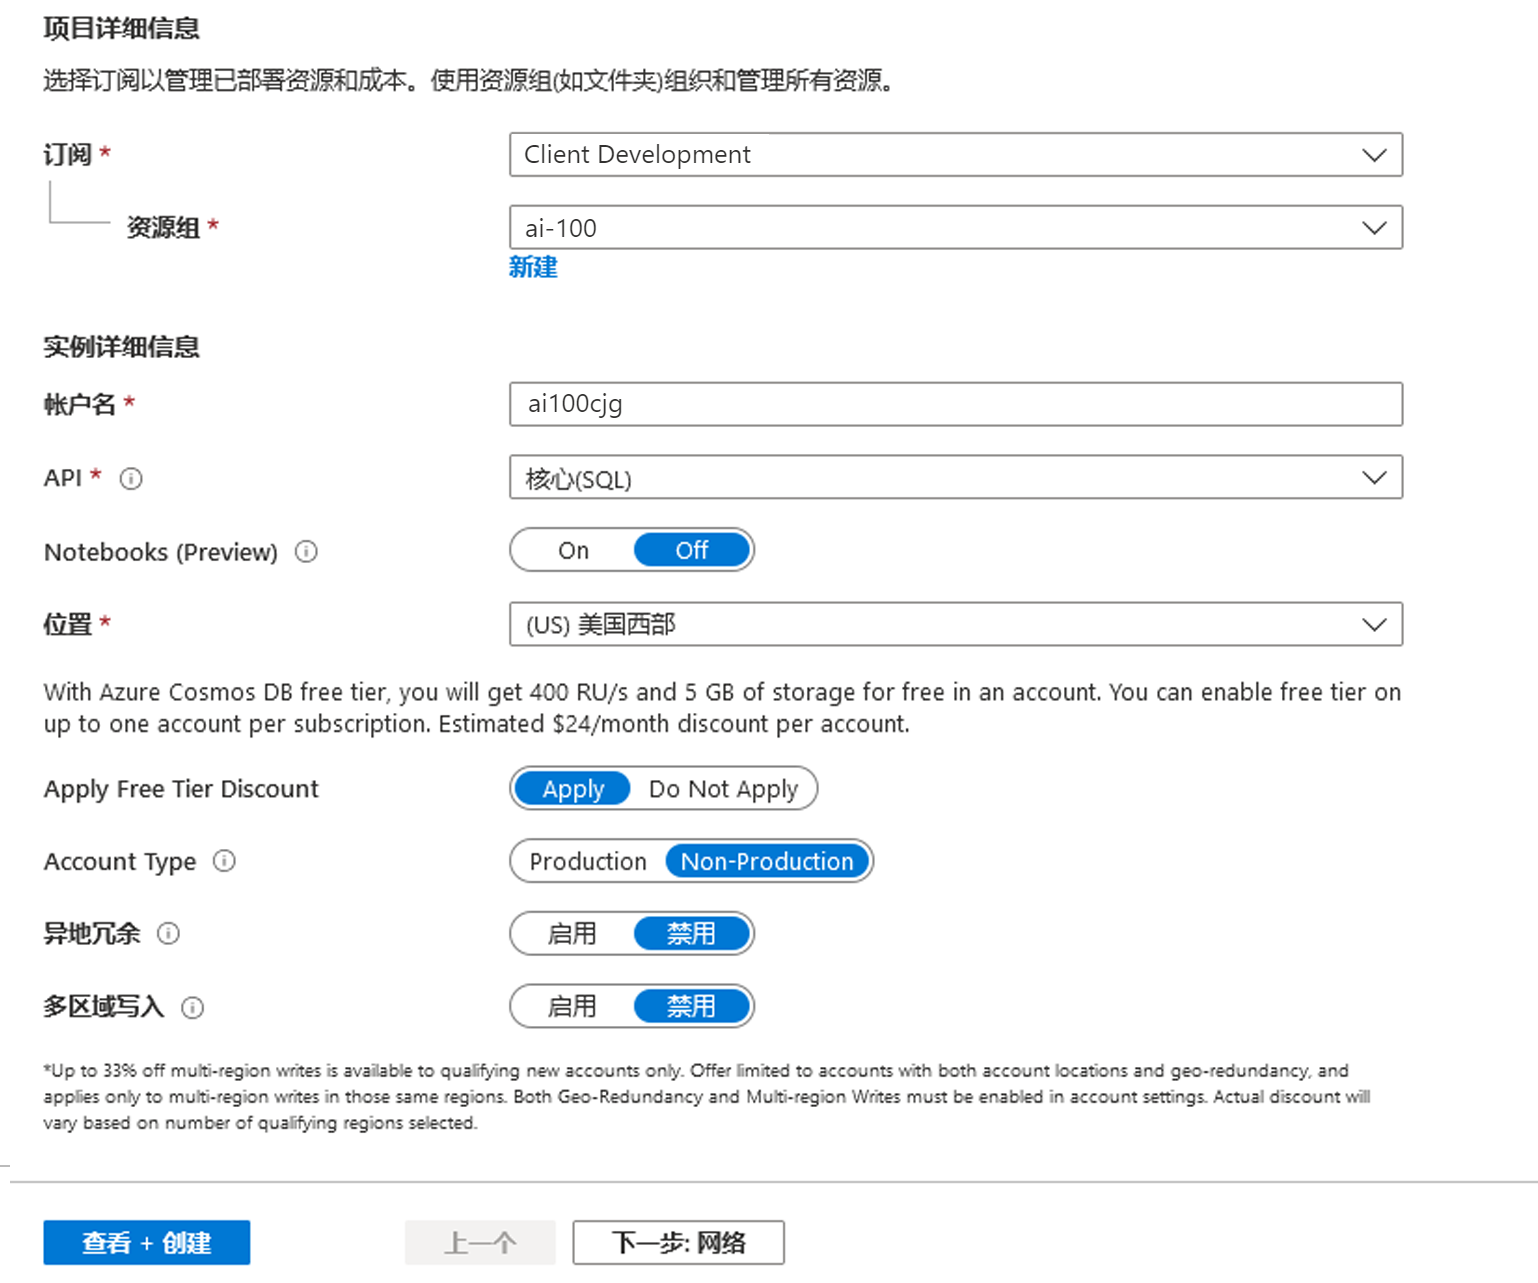 项目详细信息
选择订阅以管理已部署资源和成本。使用资源组(如文件夹)组织和管理所有资源。
订阅 *
Client Development
资源组 *
ai-100
新建
实例详细信息
帐户名 *
ai100cjg
API *
核心(SQL)
Notebooks (Preview)
On Off
位置 *
(US) 美国西部
With Azure Cosmos DB free tier, you will get 400 RU/s and 5 GB of storage for free in an account. You can enable free tier on
up to one account per subscription. Estimated $24/month discount per account.
Apply Free Tier Discount
Apply Do Not Apply
Account Type
Production Non-Production
异地冗余
启用 禁用
多区域写入
启用 禁用
*Up to 33% off multi-region writes is available to qualifying new accounts only. Offer limited to accounts with both account locations and geo-redundancy, and
applies only to multi-region writes in those same regions. Both Geo-Redundancy and Multi-region Writes must be enabled in account settings. Actual discount will
vary based on number of qualifying regions selected.
查看 + 创建
上一个
下一步: 网络